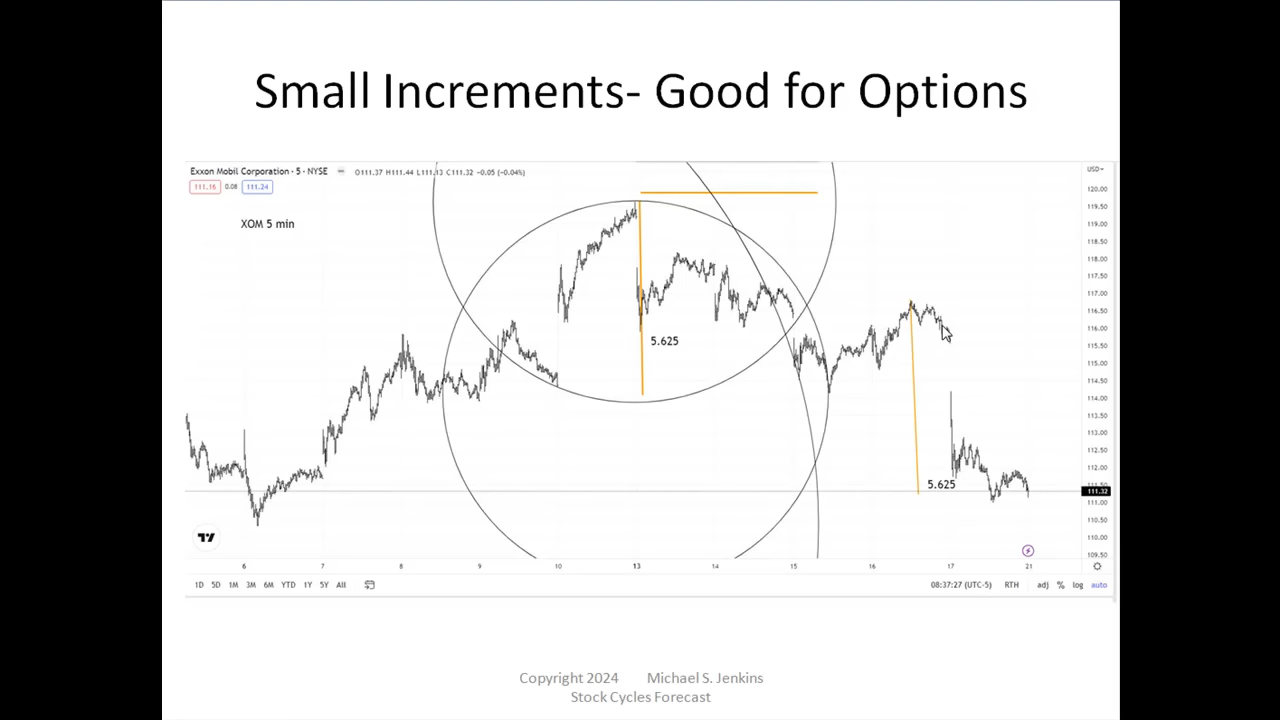 Small Increments- Good for Options
Exxon Mobil Corporation · 5 · NYSE O111.37 H111.44 L111.13 C111.32 −0.05 (−0.04%)
USD
111.16 0.08 111.24
120.00
XOM 5 min
119.50
119.00
118.50
118.00
117.50
117.00
116.50
116.00
5.625
115.50
115.00
114.50
114.00
113.50
113.00
112.50
112.00
5.625
111.32
111.00
110.50
110.00
109.50
6 7 8 9 10 13 14 15 16 17 21
1D 5D 1M 3M 6M YTD 1Y 5Y All 08:37:27 (UTC-5) RTH adj % log auto
Copyright 2024 Michael S. Jenkins
Stock Cycles Forecast